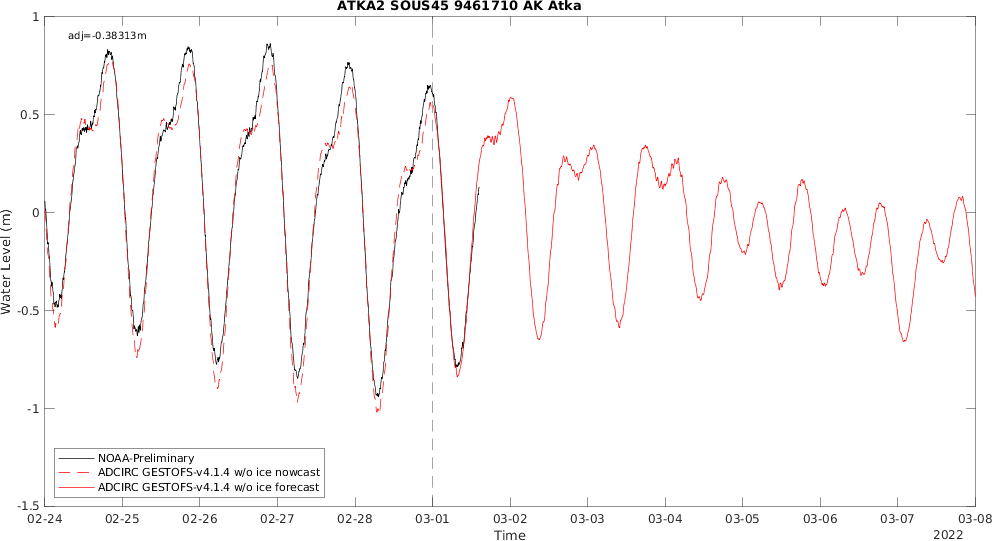 ATKA2 SOUS45 9461710 AK Atka
adj=-0.38313m
1
0.5
0
-0.5
-1
-1.5
Water Level (m)
NOAA-Preliminary
ADCIRC GESTOFS-v4.1.4 w/o ice nowcast
ADCIRC GESTOFS-v4.1.4 w/o ice forecast
02-24 02-25 02-26 02-27 02-28 03-01 03-02 03-03 03-04 03-05 03-06 03-07 03-08
Time
2022